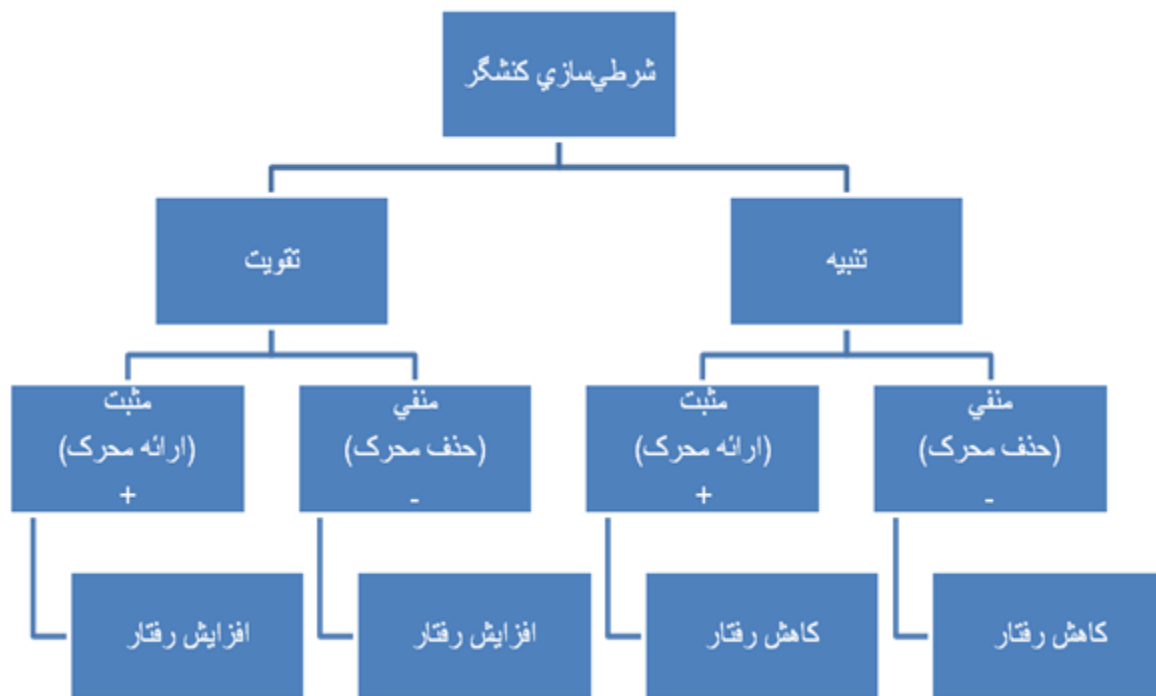 شرطي‌سازي کنشگر
تنبيه
تقويت
منفي
(حذف محرک)
-
مثبت
(ارائه محرک)
+
منفي
(حذف محرک)
-
مثبت
(ارائه محرک)
+
کاهش رفتار
کاهش رفتار
افزايش رفتار
افزايش رفتار